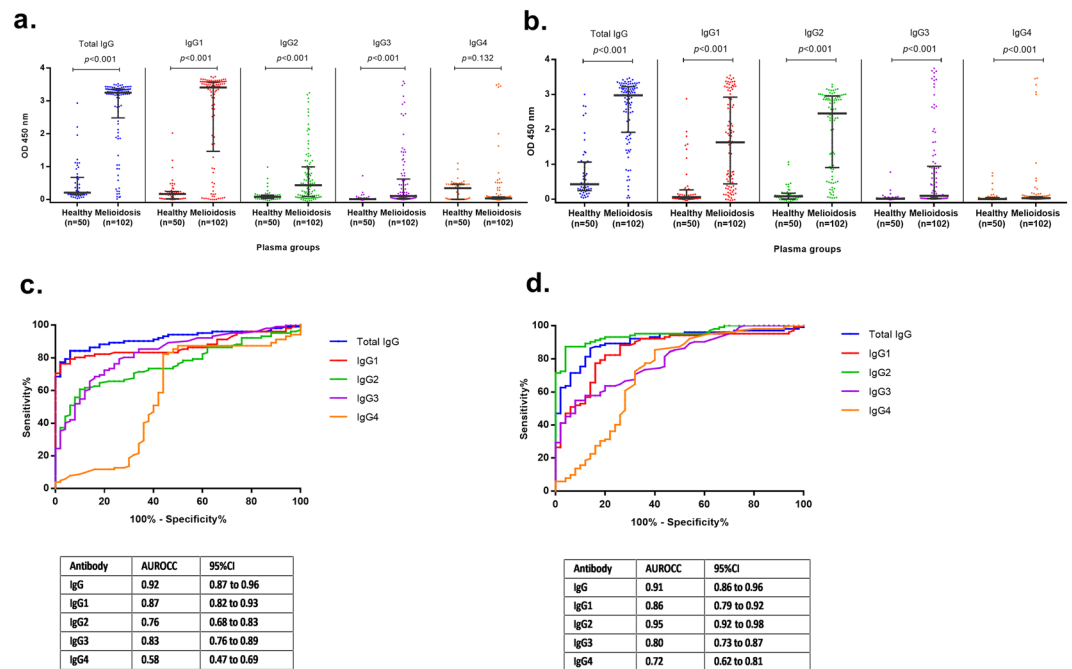 a.
Total IgG IgG1 IgG2 IgG3 IgG4
p<0.001 p<0.001 p<0.001 p<0.001 p=0.132
4
3
2
1
0
OD 450 nm
Healthy Melioidosis Healthy Melioidosis Healthy Melioidosis Healthy Melioidosis Healthy Melioidosis
(n=50) (n=102) (n=50) (n=102) (n=50) (n=102) (n=50) (n=102) (n=50) (n=102)
Plasma groups
b.
Total IgG IgG1 IgG2 IgG3 IgG4
p<0.001 p<0.001 p<0.001 p<0.001 p<0.001
4
3
2
1
0
OD 450 nm
Healthy Melioidosis Healthy Melioidosis Healthy Melioidosis Healthy Melioidosis Healthy Melioidosis
(n=50) (n=102) (n=50) (n=102) (n=50) (n=102) (n=50) (n=102) (n=50) (n=102)
Plasma groups
c.
100
80
60
40
20
0
Sensitivity%
0 20 40 60 80 100
100% - Specificity%
Total IgG
IgG1
IgG2
IgG3
IgG4
Antibody AUROCC 95%CI
IgG 0.92 0.87 to 0.96
IgG1 0.87 0.82 to 0.93
IgG2 0.76 0.68 to 0.83
IgG3 0.83 0.76 to 0.89
IgG4 0.58 0.47 to 0.69
d.
100
80
60
40
20
0
Sensitivity%
0 20 40 60 80 100
100% - Specificity%
Total IgG
IgG1
IgG2
IgG3
IgG4
Antibody AUROCC 95%CI
IgG 0.91 0.86 to 0.96
IgG1 0.86 0.79 to 0.92
IgG2 0.95 0.92 to 0.98
IgG3 0.80 0.73 to 0.87
IgG4 0.72 0.62 to 0.81